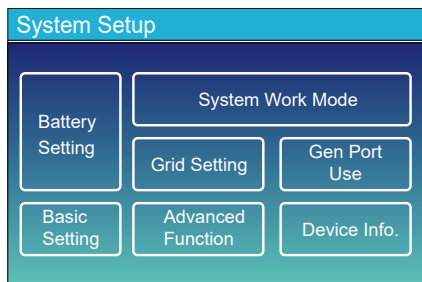 System Setup
Battery
Setting
System Work Mode
Grid Setting
Gen Port
Use
Basic
Setting
Advanced
Function
Device Info.